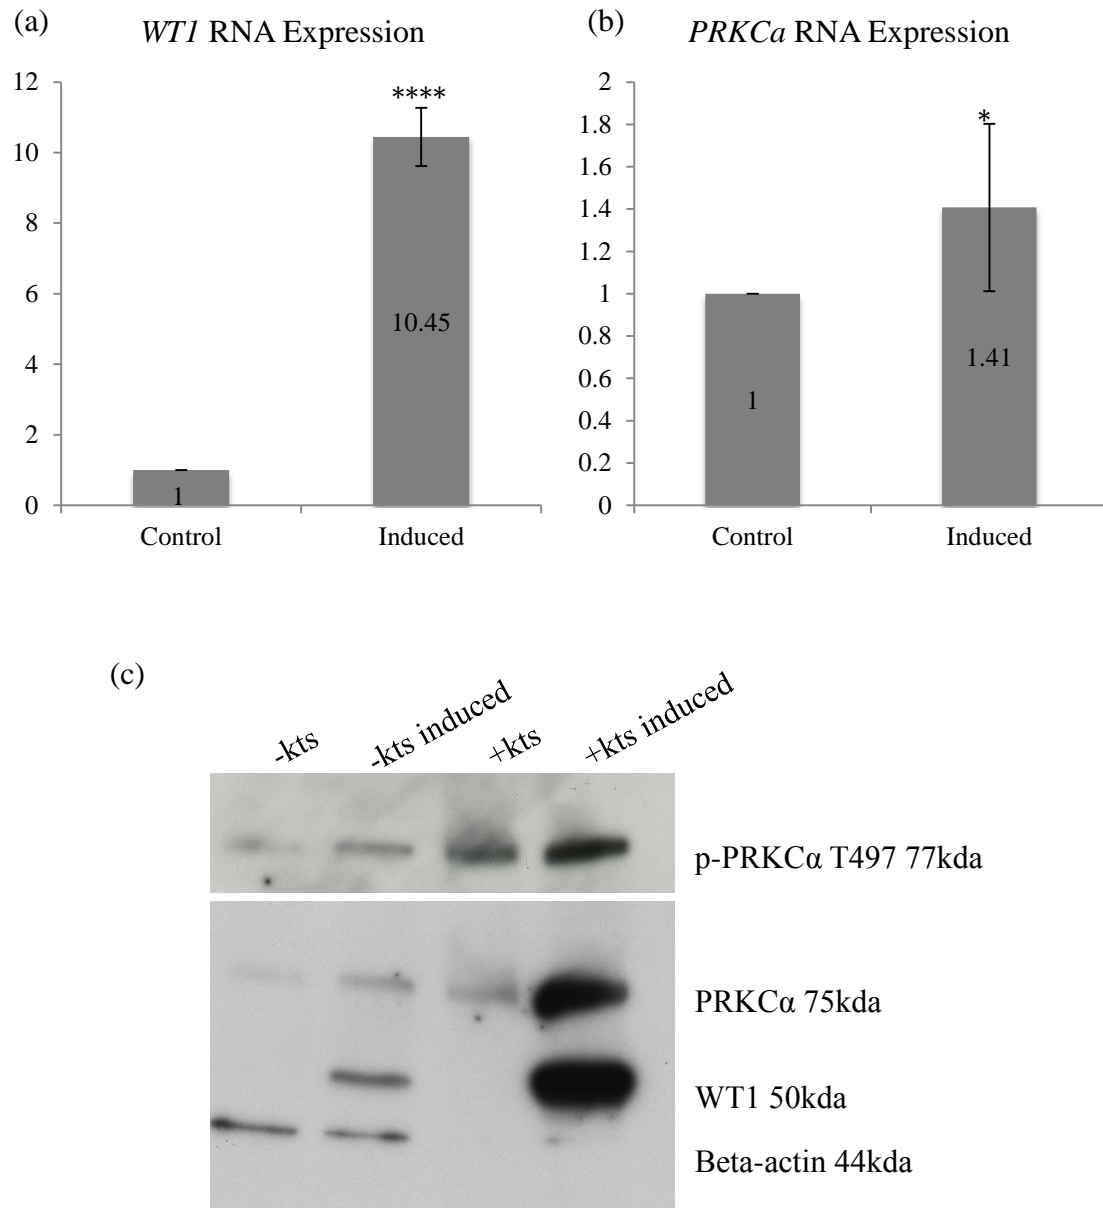 (a)
WT1 RNA Expression
12
10
8
6
4
2
0
****
10.45
1
Control
Induced
(b)
PRKCa RNA Expression
2
1.8
1.6
1.4
1.2
1
0.8
0.6
0.4
0.2
0
*
1.41
1
Control
Induced
(c)
-kts
-kts induced
+kts
+kts induced
p-PRKCα T497 77kda
PRKCα 75kda
WT1 50kda
Beta-actin 44kda